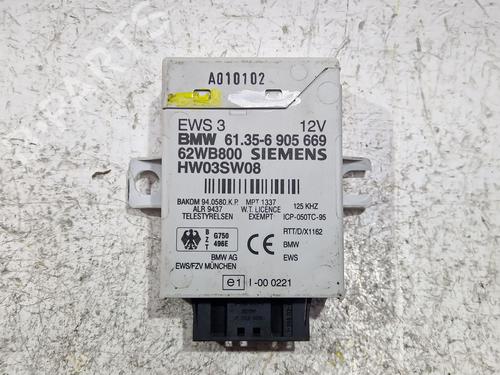 A010102
EWS 3 12V
BMW 61.35-6 905 669
62WB800 SIEMENS
HW03SW08
BAKOM 94.0580.K.P. MPT 1337 125 KHZ
ALR 9437 W.T. LICENCE
TELESTYRELSEN EXEMPT ICP-050TC-95
BZT G750 496E CE RTT/D/X1162
BMW
BMW AG EWS
EWS/FZV MÜNCHEN
e1 I-00 0221